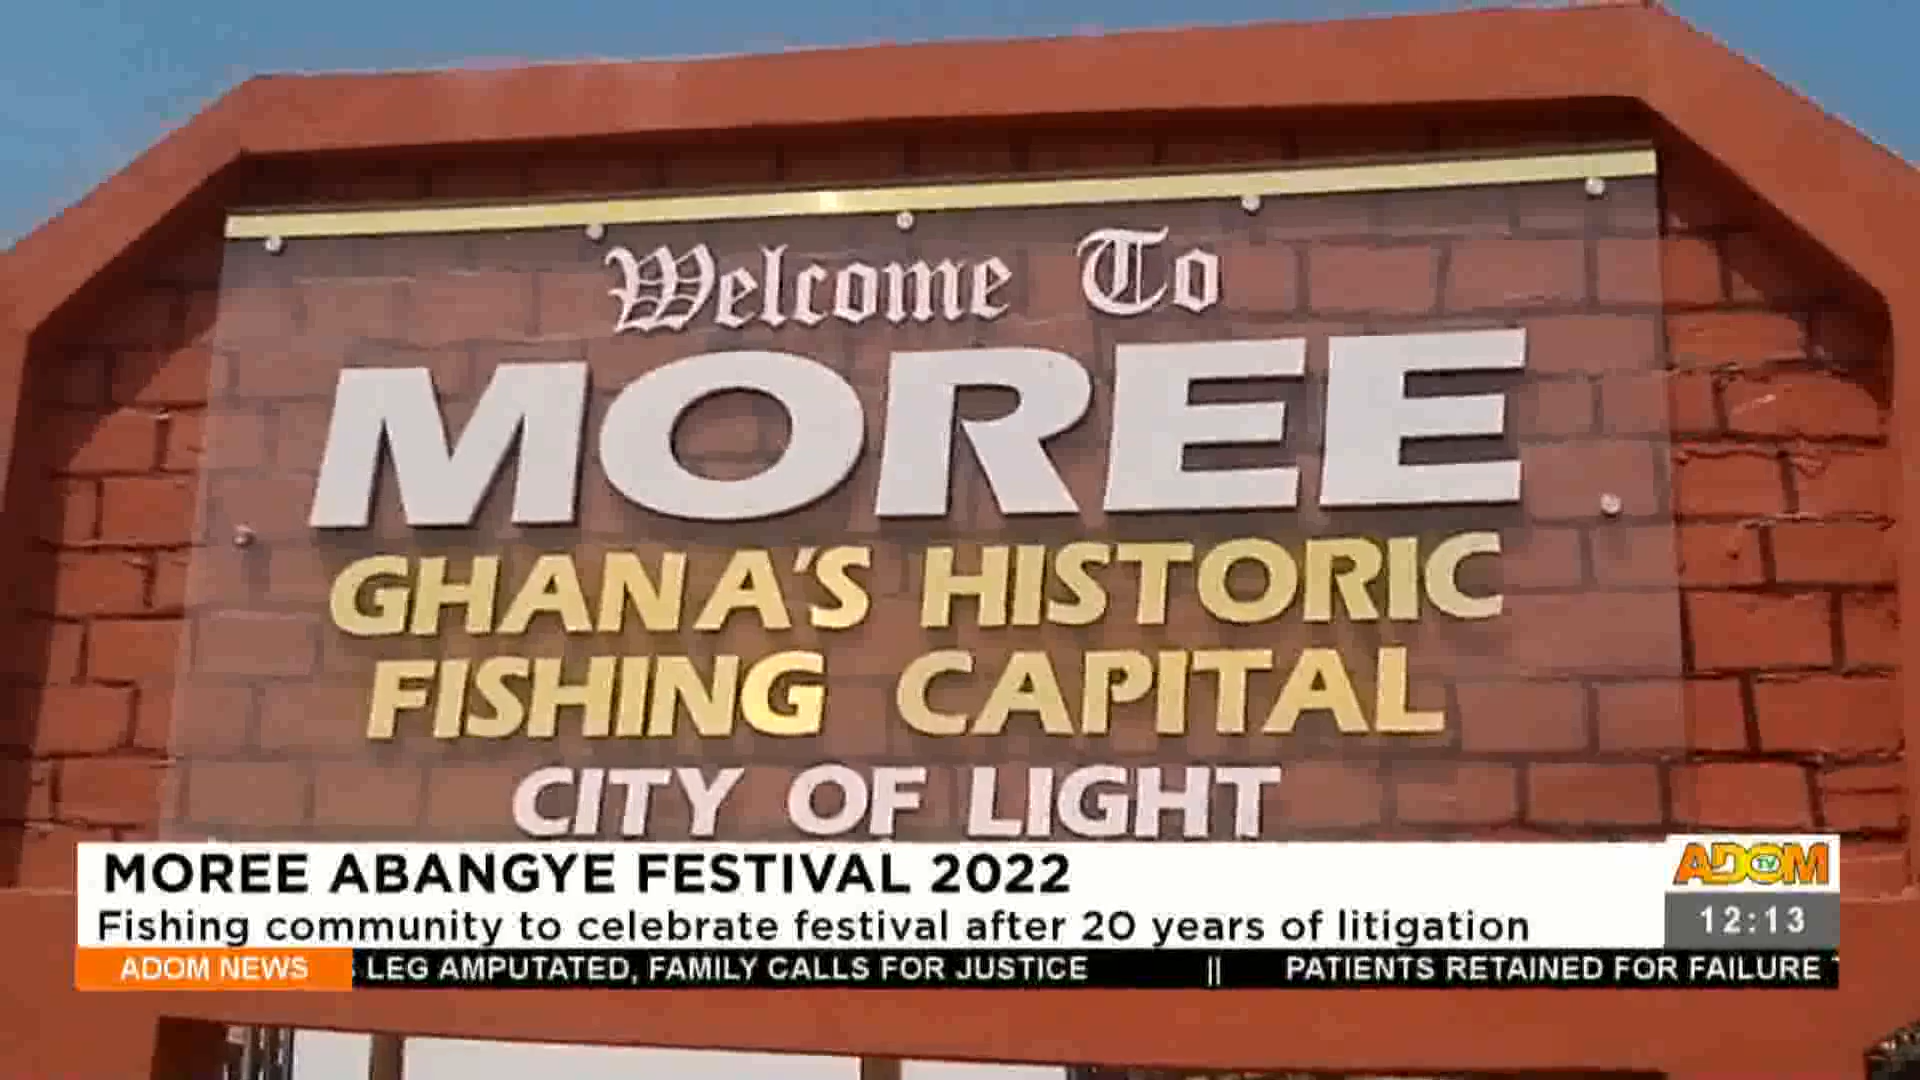 Welcome To
MOREE
GHANA'S HISTORIC
FISHING CAPITAL
CITY OF LIGHT
MOREE ABANGYE FESTIVAL 2022
Fishing community to celebrate festival after 20 years of litigation
ADOM TV
12:13
ADOM NEWS
LEG AMPUTATED, FAMILY CALLS FOR JUSTICE || PATIENTS RETAINED FOR FAILURE